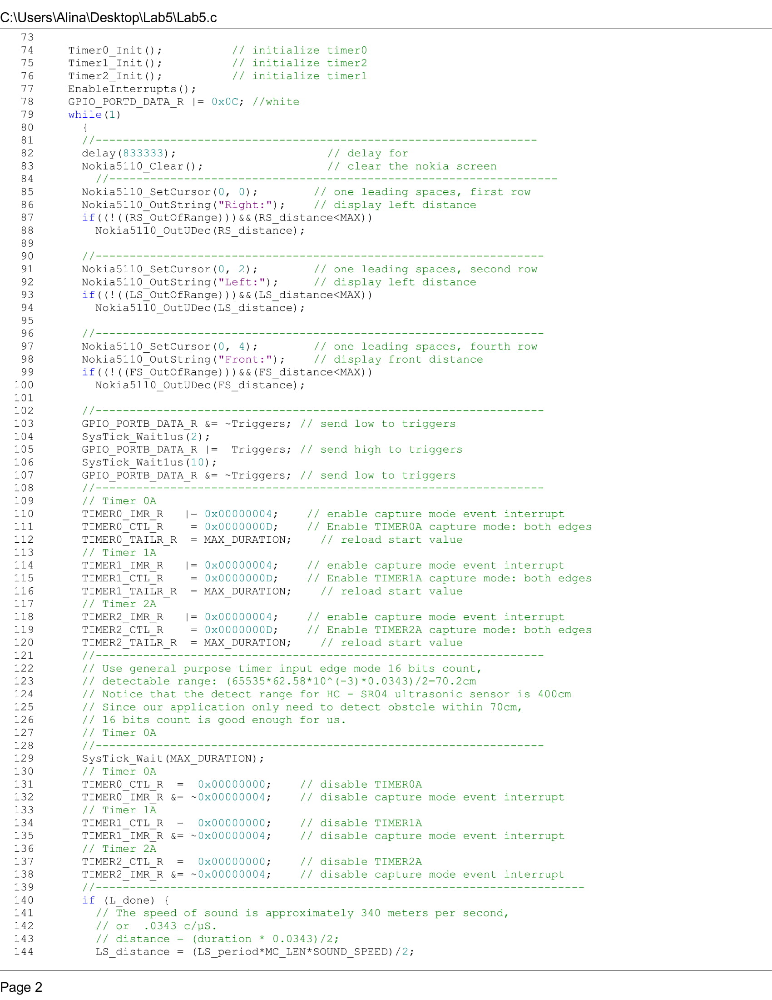 C:\Users\Alina\Desktop\Lab5\Lab5.c
73
74     Timer0_Init();          // initialize timer0
75     Timer1_Init();          // initialize timer2
76     Timer2_Init();          // initialize timer1
77     EnableInterrupts();
78     GPIO_PORTD_DATA_R |= 0x0C; //white
79     while(1)
80       {
81       //-----------------------------------------------------------------
82       delay(833333);                      // delay for
83       Nokia5110_Clear();                  // clear the nokia screen
84         //------------------------------------------------------------------
85       Nokia5110_SetCursor(0, 0);        // one leading spaces, first row
86       Nokia5110_OutString("Right:");    // display left distance
87       if((!((RS_OutOfRange)))&&(RS_distance<MAX))
88         Nokia5110_OutUDec(RS_distance);
89
90       //------------------------------------------------------------------
91       Nokia5110_SetCursor(0, 2);        // one leading spaces, second row
92       Nokia5110_OutString("Left:");     // display left distance
93       if((!((LS_OutOfRange)))&&(LS_distance<MAX))
94         Nokia5110_OutUDec(LS_distance);
95
96       //------------------------------------------------------------------
97       Nokia5110_SetCursor(0, 4);        // one leading spaces, fourth row
98       Nokia5110_OutString("Front:");    // display front distance
99       if((!((FS_OutOfRange)))&&(FS_distance<MAX))
100         Nokia5110_OutUDec(FS_distance);
101
102       //------------------------------------------------------------------
103       GPIO_PORTB_DATA_R &= ~Triggers; // send low to triggers
104       SysTick_Wait1us(2);
105       GPIO_PORTB_DATA_R |=  Triggers; // send high to triggers
106       SysTick_Wait1us(10);
107       GPIO_PORTB_DATA_R &= ~Triggers; // send low to triggers
108       //------------------------------------------------------------------
109       // Timer 0A
110       TIMER0_IMR_R   |= 0x00000004;    // enable capture mode event interrupt
111       TIMER0_CTL_R    = 0x0000000D;    // Enable TIMER0A capture mode: both edges
112       TIMER0_TAILR_R  = MAX_DURATION;    // reload start value
113       // Timer 1A
114       TIMER1_IMR_R   |= 0x00000004;    // enable capture mode event interrupt
115       TIMER1_CTL_R    = 0x0000000D;    // Enable TIMER1A capture mode: both edges
116       TIMER1_TAILR_R  = MAX_DURATION;    // reload start value
117       // Timer 2A
118       TIMER2_IMR_R   |= 0x00000004;    // enable capture mode event interrupt
119       TIMER2_CTL_R    = 0x0000000D;    // Enable TIMER2A capture mode: both edges
120       TIMER2_TAILR_R  = MAX_DURATION;    // reload start value
121       //------------------------------------------------------------------
122       // Use general purpose timer input edge mode 16 bits count,
123       // detectable range: (65535*62.58*10^(-3)*0.0343)/2=70.2cm
124       // Notice that the detect range for HC - SR04 ultrasonic sensor is 400cm
125       // Since our application only need to detect obstcle within 70cm,
126       // 16 bits count is good enough for us.
127       // Timer 0A
128       //------------------------------------------------------------------
129       SysTick_Wait(MAX_DURATION);
130       // Timer 0A
131       TIMER0_CTL_R  =  0x00000000;    // disable TIMER0A
132       TIMER0_IMR_R &= ~0x00000004;    // disable capture mode event interrupt
133       // Timer 1A
134       TIMER1_CTL_R  =  0x00000000;    // disable TIMER1A
135       TIMER1_IMR_R &= ~0x00000004;    // disable capture mode event interrupt
136       // Timer 2A
137       TIMER2_CTL_R  =  0x00000000;    // disable TIMER2A
138       TIMER2_IMR_R &= ~0x00000004;    // disable capture mode event interrupt
139       //------------------------------------------------------------------------
140       if (L_done) {
141         // The speed of sound is approximately 340 meters per second,
142         // or  .0343 c/µS.
143         // distance = (duration * 0.0343)/2;
144         LS_distance = (LS_period*MC_LEN*SOUND_SPEED)/2;
Page 2